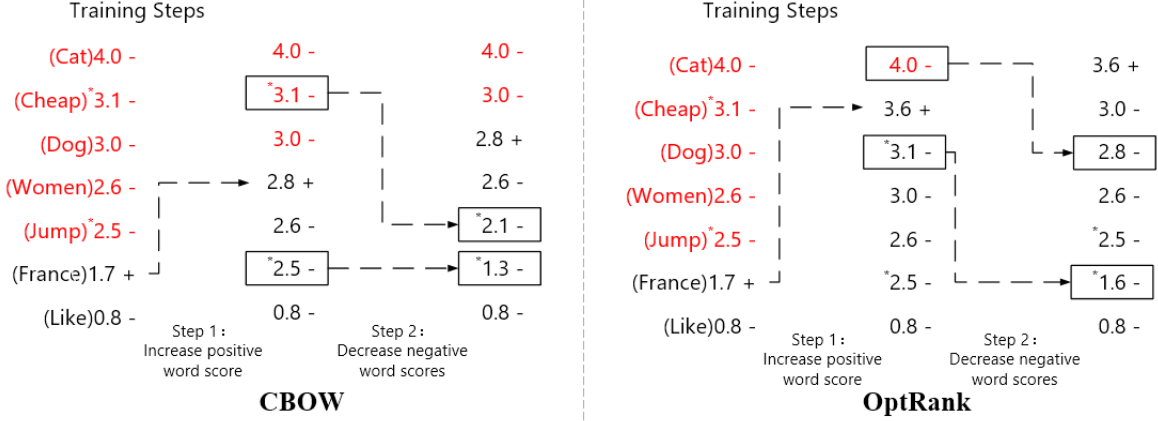 Training Steps
(Cat)4.0 -
(Cheap)*3.1 -
(Dog)3.0 -
(Women)2.6 -
(Jump)*2.5 -
(France)1.7 +
(Like)0.8 -
4.0 -
*3.1 -
3.0 -
2.8 +
2.6 -
*2.5 -
0.8 -
4.0 -
3.0 -
2.8 +
2.6 -
*2.1 -
*1.3 -
0.8 -
Step 1：
Increase positive
word score
Step 2：
Decrease negative
word scores
CBOW
Training Steps
(Cat)4.0 -
(Cheap)*3.1 -
(Dog)3.0 -
(Women)2.6 -
(Jump)*2.5 -
(France)1.7 +
(Like)0.8 -
4.0 -
3.6 +
*3.1 -
3.0 -
2.6 -
*2.5 -
0.8 -
3.6 +
3.0 -
2.8 -
2.6 -
*2.5 -
*1.6 -
0.8 -
Step 1：
Increase positive
word score
Step 2：
Decrease negative
word scores
OptRank